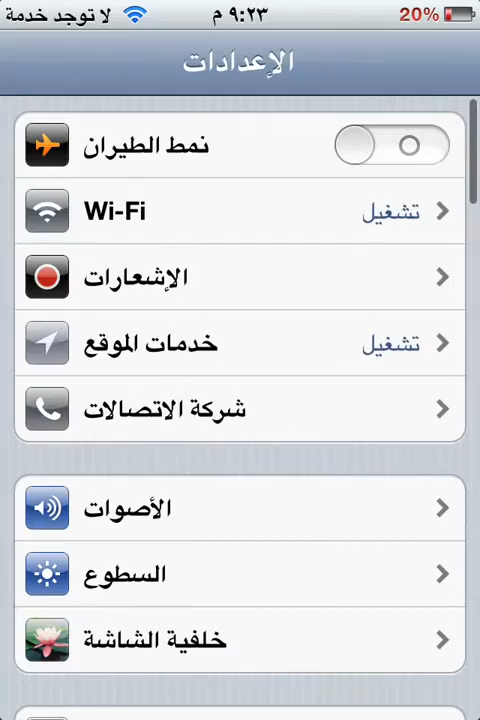 لا توجد خدمة ٩:٢٣ م 20%
الإعدادات
نمط الطيران
Wi-Fi تشغيل
الإشعارات
خدمات الموقع تشغيل
شركة الاتصالات
الأصوات
السطوع
خلفية الشاشة